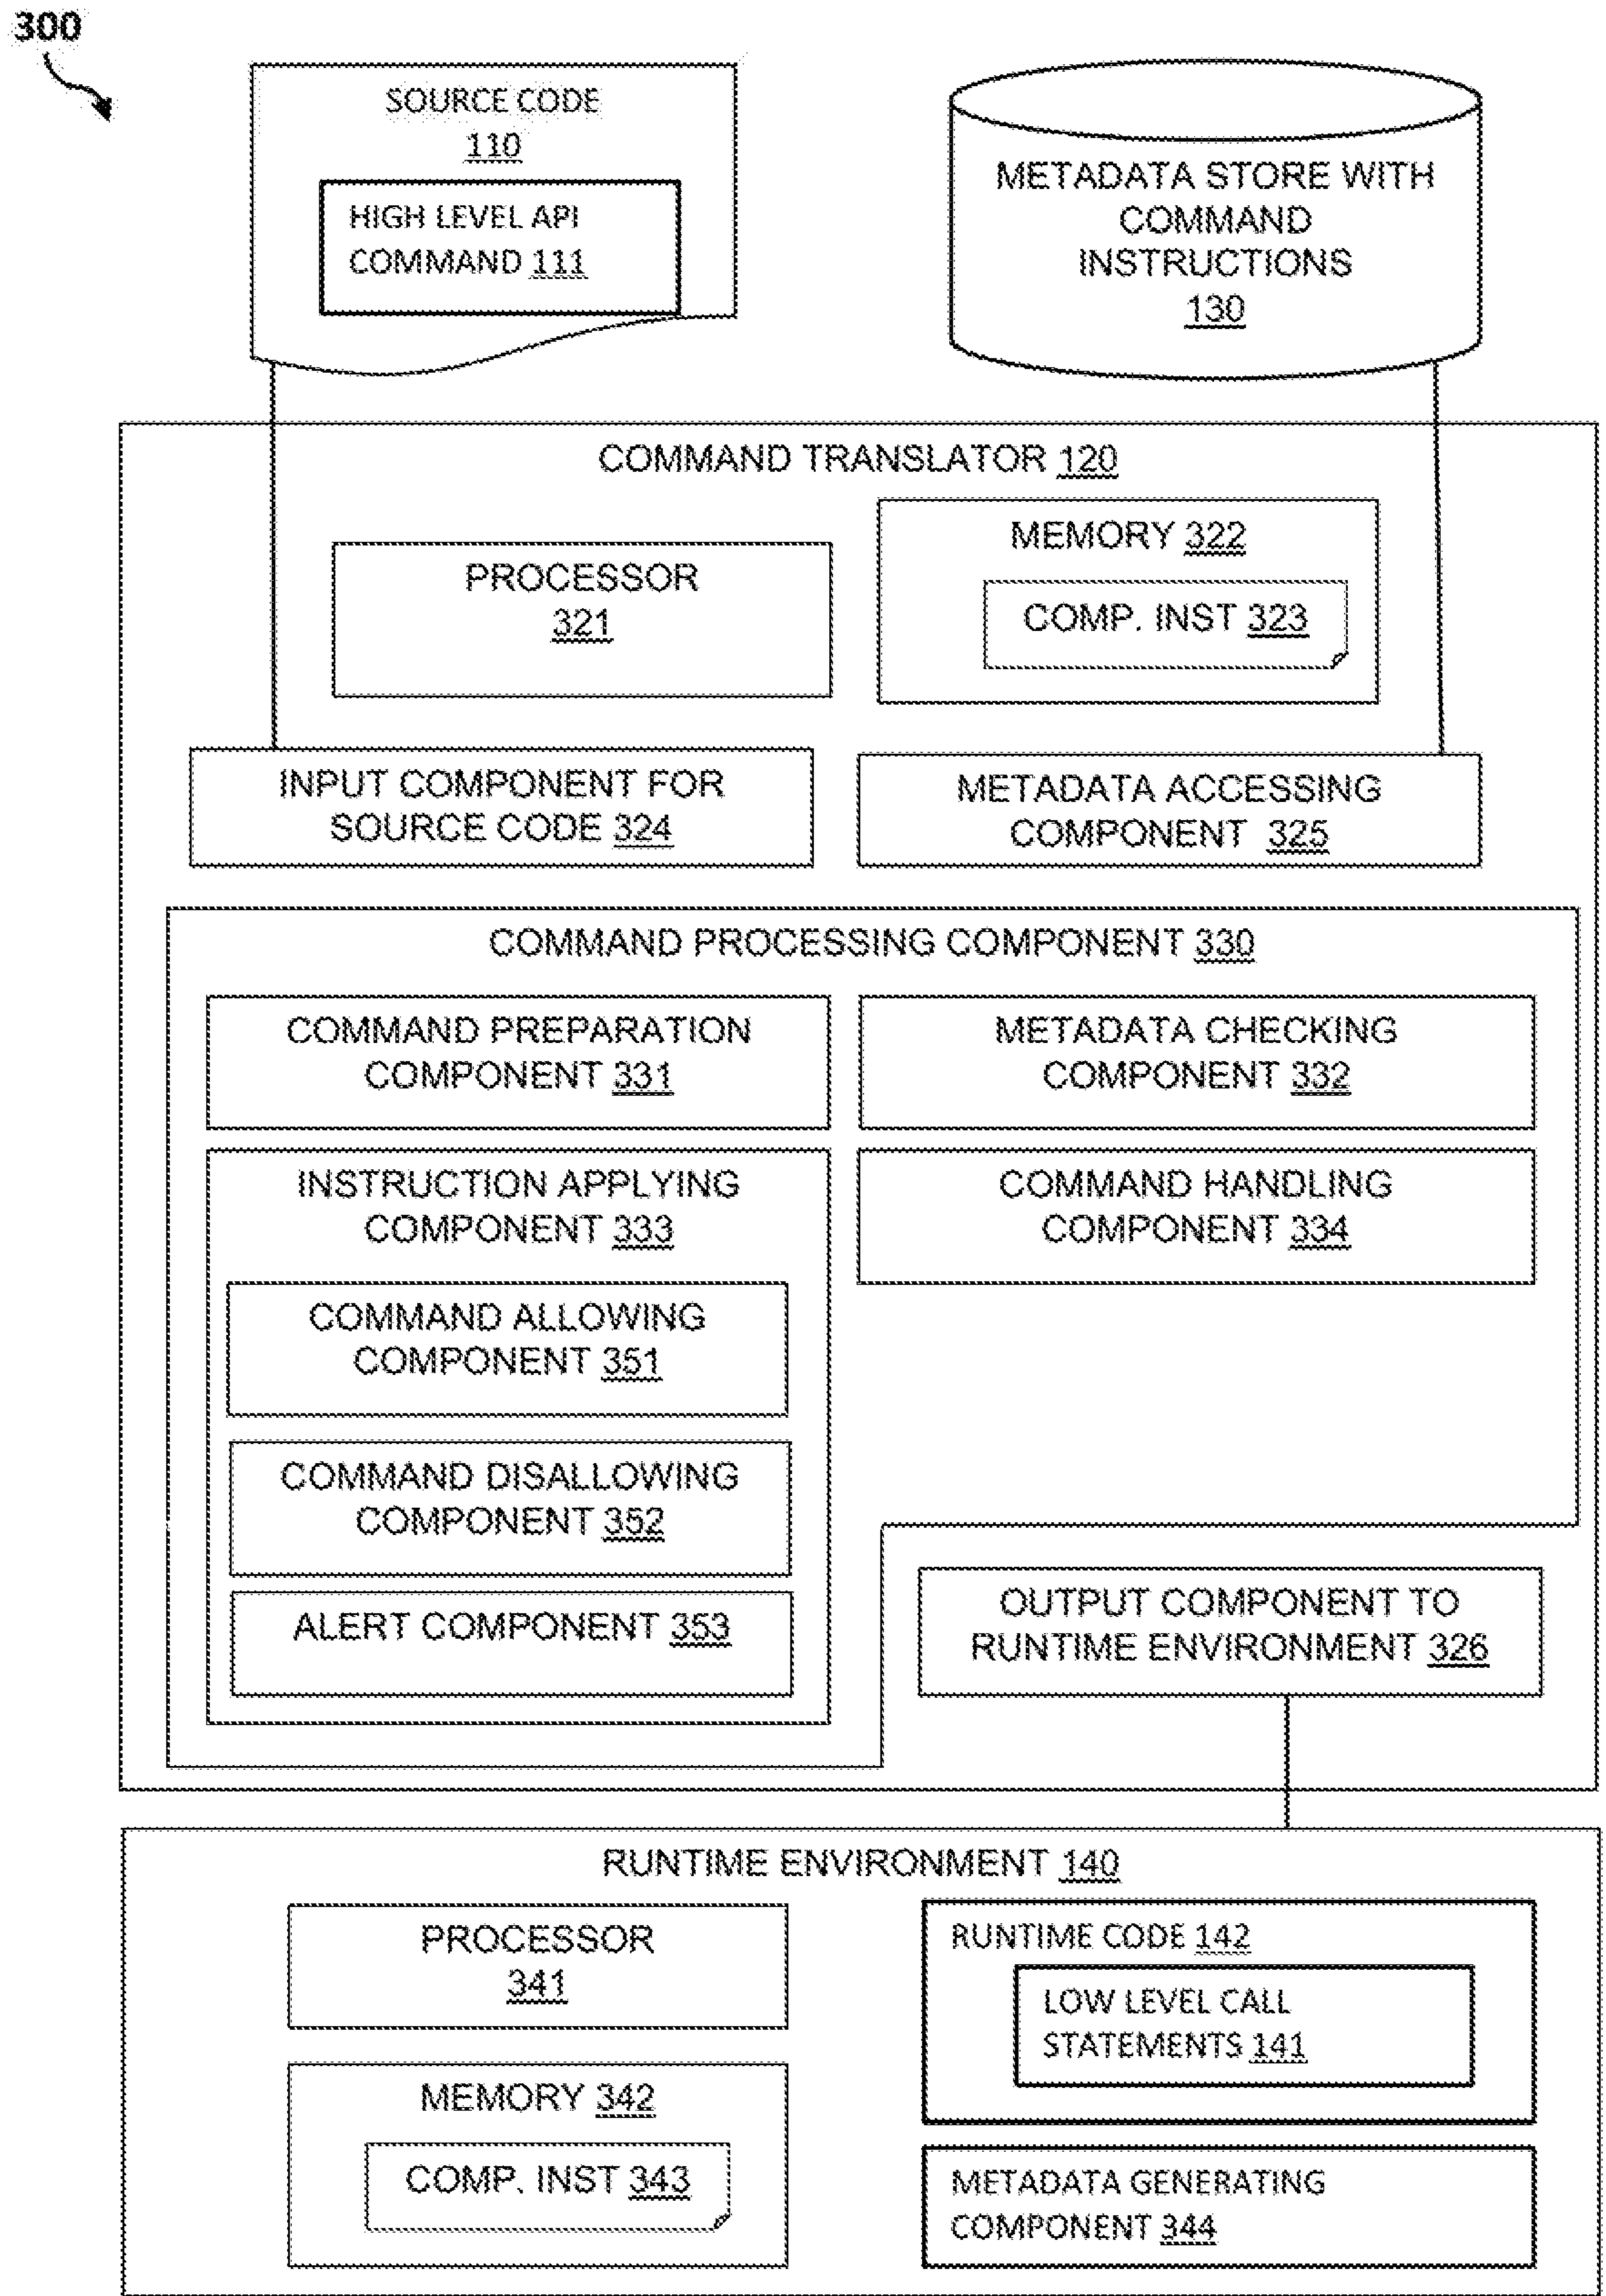 300
SOURCE CODE
110
HIGH LEVEL API
COMMAND 111
METADATA STORE WITH
COMMAND
INSTRUCTIONS
130
COMMAND TRANSLATOR 120
PROCESSOR
321
MEMORY 322
COMP. INST 323
INPUT COMPONENT FOR
SOURCE CODE 324
METADATA ACCESSING
COMPONENT 325
COMMAND PROCESSING COMPONENT 330
COMMAND PREPARATION
COMPONENT 331
METADATA CHECKING
COMPONENT 332
INSTRUCTION APPLYING
COMPONENT 333
COMMAND HANDLING
COMPONENT 334
COMMAND ALLOWING
COMPONENT 351
COMMAND DISALLOWING
COMPONENT 352
ALERT COMPONENT 353
OUTPUT COMPONENT TO
RUNTIME ENVIRONMENT 326
RUNTIME ENVIRONMENT 140
PROCESSOR
341
RUNTIME CODE 142
LOW LEVEL CALL
STATEMENTS 141
MEMORY 342
COMP. INST 343
METADATA GENERATING
COMPONENT 344